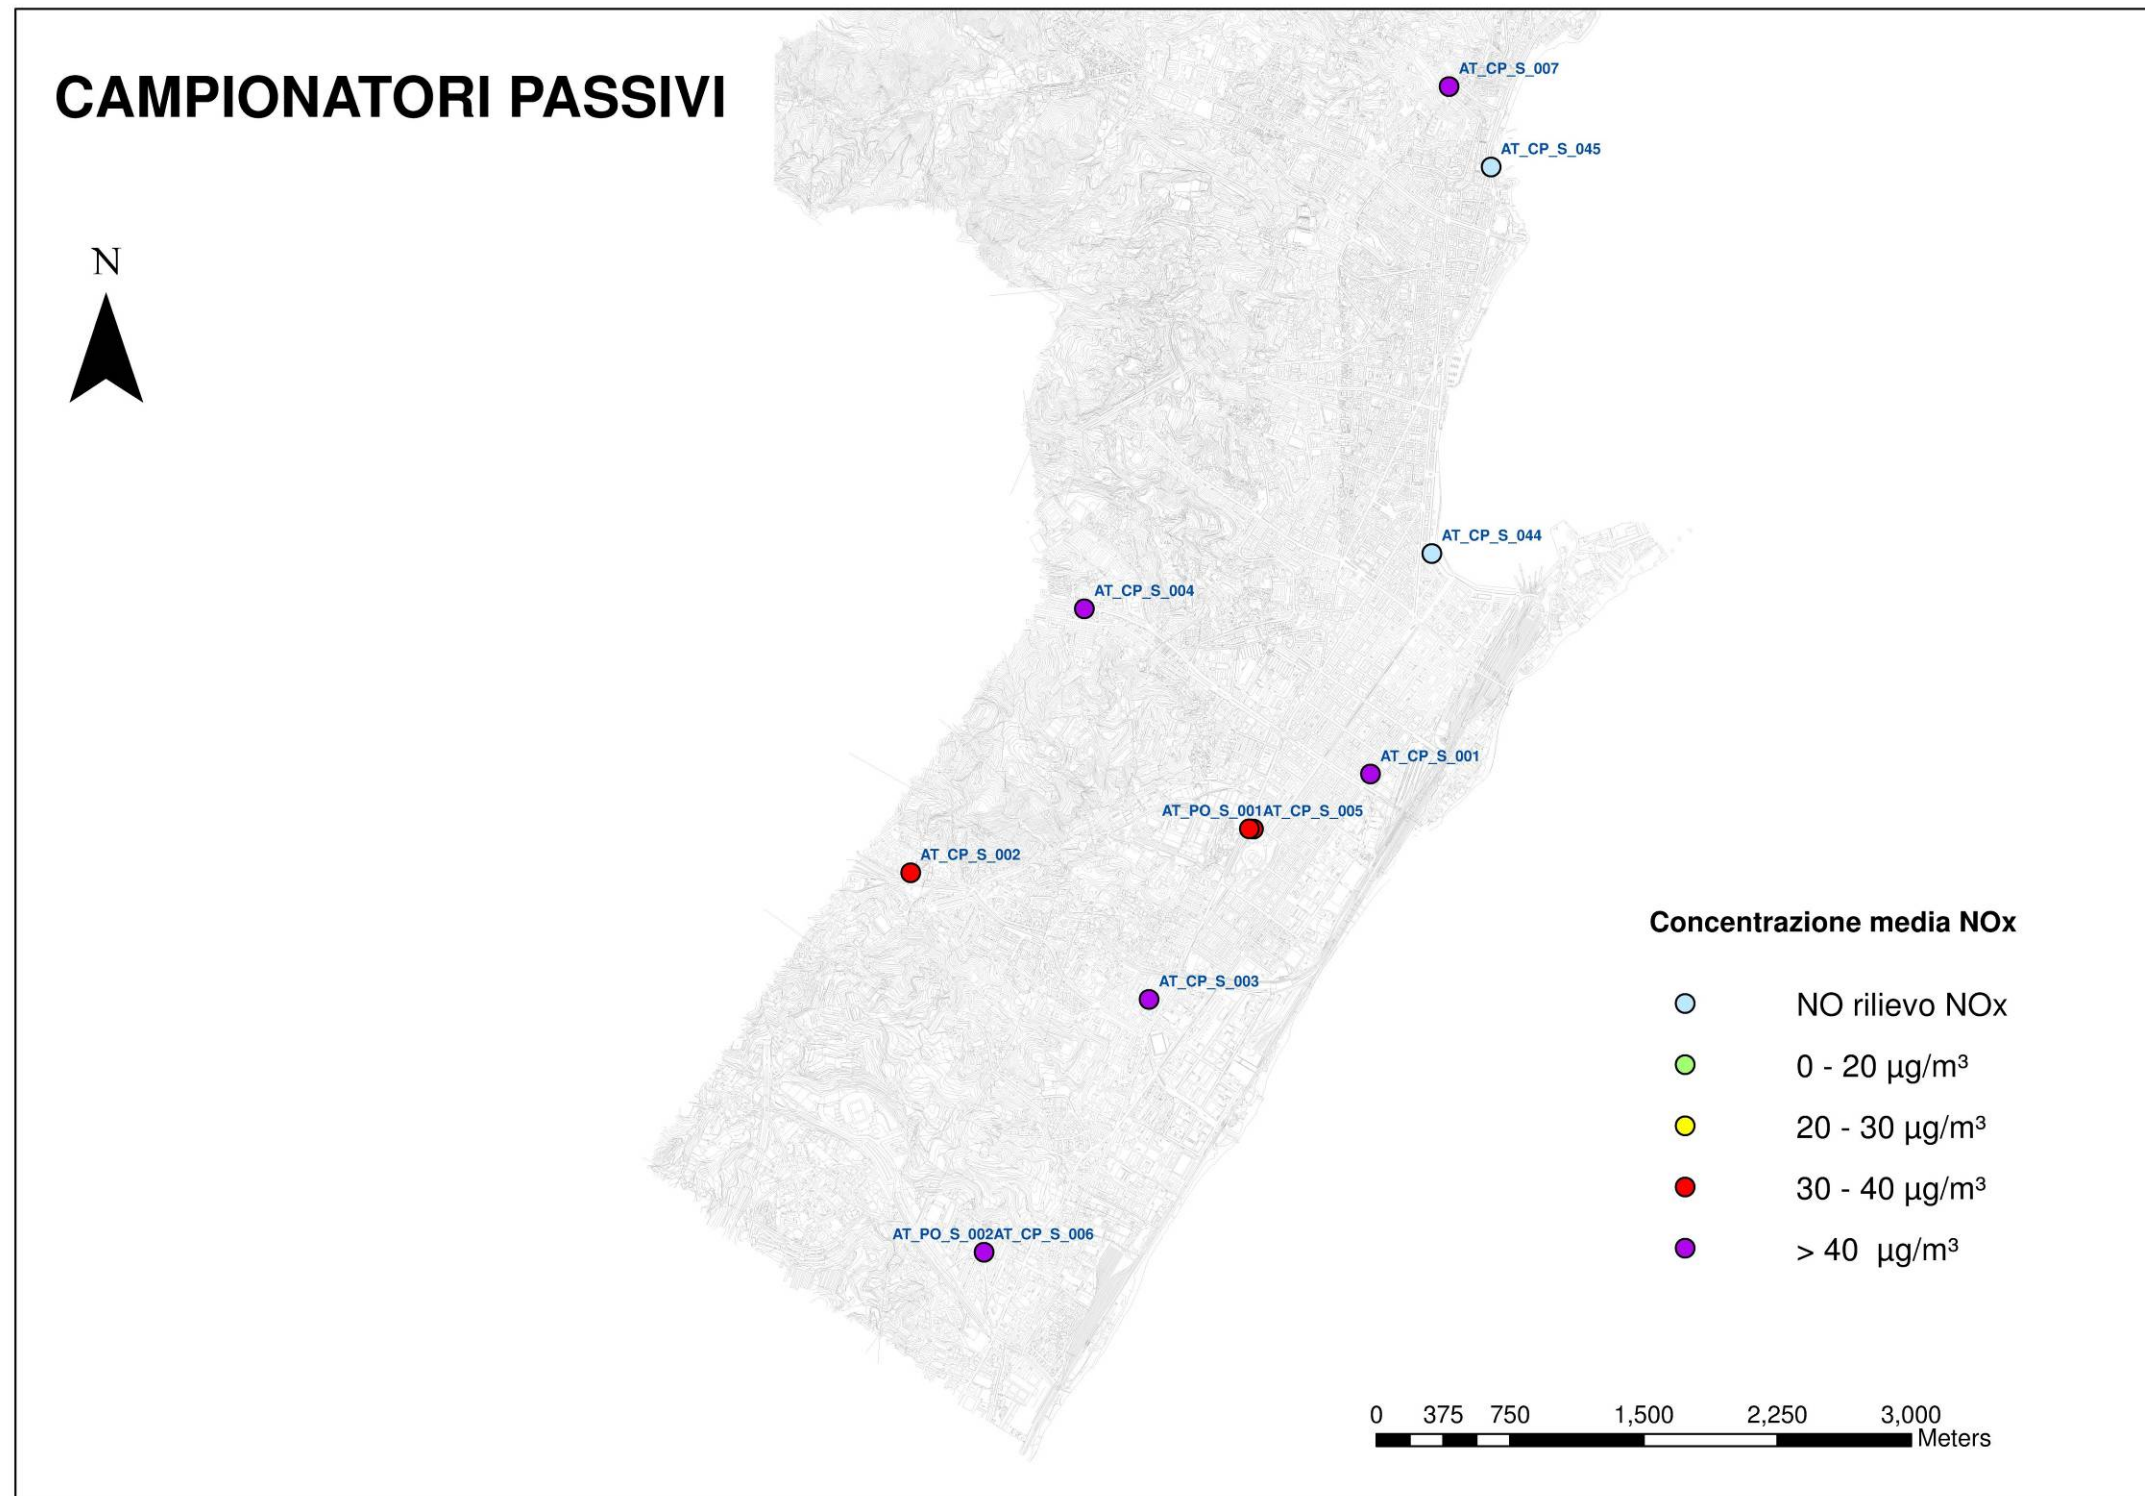 CAMPIONATORI PASSIVI
N
AT_CP_S_007
AT_CP_S_045
AT_CP_S_044
AT_CP_S_004
AT_CP_S_001
AT_PO_S_001AT_CP_S_005
AT_CP_S_002
AT_CP_S_003
AT_PO_S_002AT_CP_S_006
Concentrazione media NOx
NO rilievo NOx
0 - 20 µg/m³
20 - 30 µg/m³
30 - 40 µg/m³
> 40 µg/m³
0 375 750 1,500 2,250 3,000
Meters